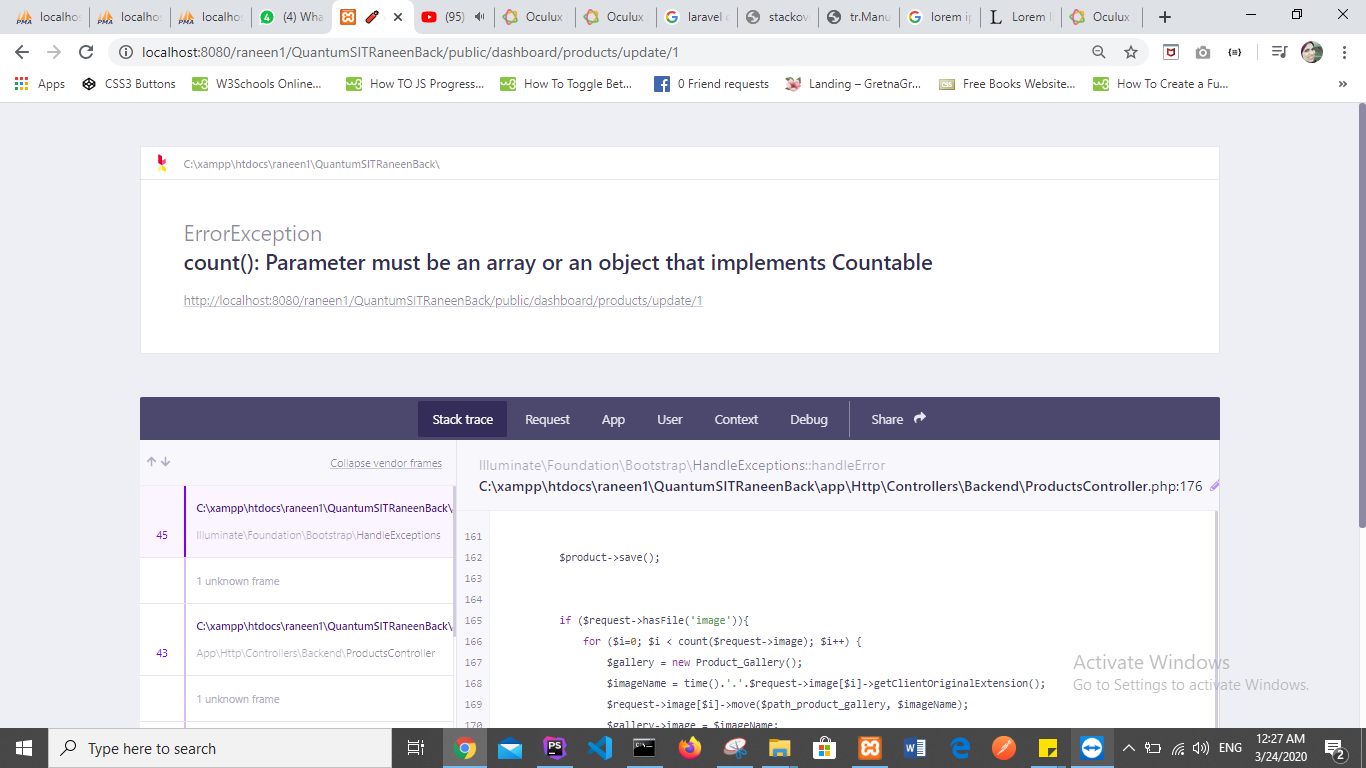 localhos
localhos
localhos
(4) Wha
(95)
Oculux
Oculux
laravel c
stackov
tr.Manu
lorem ip
Lorem I
Oculux
localhost:8080/raneen1/QuantumSITRaneenBack/public/dashboard/products/update/1
Apps
CSS3 Buttons
W3Schools Online...
How TO JS Progress...
How To Toggle Bet...
0 Friend requests
Landing – GretnaGr...
Free Books Website...
How To Create a Fu...
»
C:\xampp\htdocs\raneen1\QuantumSITRaneenBack\
ErrorException
count(): Parameter must be an array or an object that implements Countable
http://localhost:8080/raneen1/QuantumSITRaneenBack/public/dashboard/products/update/1
Stack trace Request App User Context Debug Share
Collapse vendor frames
Illuminate\Foundation\Bootstrap\HandleExceptions::handleError
C:\xampp\htdocs\raneen1\QuantumSITRaneenBack\app\Http\Controllers\Backend\ProductsController.php:176
C:\xampp\htdocs\raneen1\QuantumSITRaneenBack\
45
Illuminate\Foundation\Bootstrap\HandleExceptions
1 unknown frame
C:\xampp\htdocs\raneen1\QuantumSITRaneenBack\
43
App\Http\Controllers\Backend\ProductsController
1 unknown frame
161
162 $product->save();
163
164
165 if ($request->hasFile('image')){
166 for ($i=0; $i < count($request->image); $i++) {
167 $gallery = new Product_Gallery();
168 $imageName = time().'.'.$request->image[$i]->getClientOriginalExtension();
169 $request->image[$i]->move($path_product_gallery, $imageName);
170 $gallery->image = $imageName;
Activate Windows
Go to Settings to activate Windows.
Type here to search
ENG
12:27 AM
3/24/2020
2